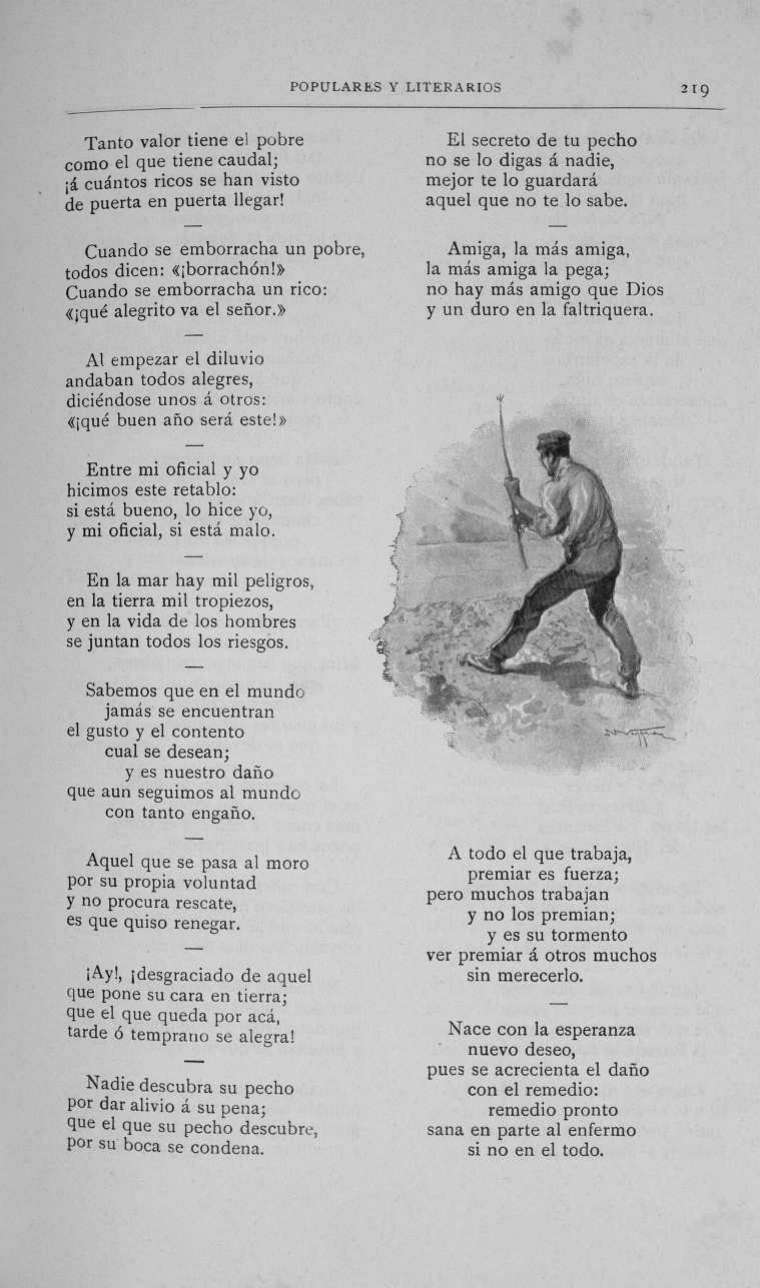 POPULARES Y LITERARIOS 219
Tanto valor tiene el pobre
como el que tiene caudal;
¡á cuántos ricos se han visto
de puerta en puerta llegar!
—
Cuando se emborracha un pobre,
todos dicen: «¡borrachón!»
Cuando se emborracha un rico:
«¡qué alegrito va el señor.»
—
Al empezar el diluvio
andaban todos alegres,
diciéndose unos á otros:
«¡qué buen año será este!»
—
Entre mi oficial y yo
hicimos este retablo:
si está bueno, lo hice yo,
y mi oficial, si está malo.
—
En la mar hay mil peligros,
en la tierra mil tropiezos,
y en la vida de los hombres
se juntan todos los riesgos.
—
Sabemos que en el mundo
jamás se encuentran
el gusto y el contento
cual se desean;
y es nuestro daño
que aun seguimos al mundo
con tanto engaño.
—
Aquel que se pasa al moro
por su propia voluntad
y no procura rescate,
es que quiso renegar.
—
¡Ay!, ¡desgraciado de aquel
que pone su cara en tierra;
que el que queda por acá,
tarde ó temprano se alegra!
—
Nadie descubra su pecho
por dar alivio á su pena;
que el que su pecho descubre,
por su boca se condena.
El secreto de tu pecho
no se lo digas á nadie,
mejor te lo guardará
aquel que no te lo sabe.
—
Amiga, la más amiga,
la más amiga la pega;
no hay más amigo que Dios
y un duro en la faltriquera.
A todo el que trabaja,
premiar es fuerza;
pero muchos trabajan
y no los premian;
y es su tormento
ver premiar á otros muchos
sin merecerlo.
—
Nace con la esperanza
nuevo deseo,
pues se acrecienta el daño
con el remedio:
remedio pronto
sana en parte al enfermo
si no en el todo.